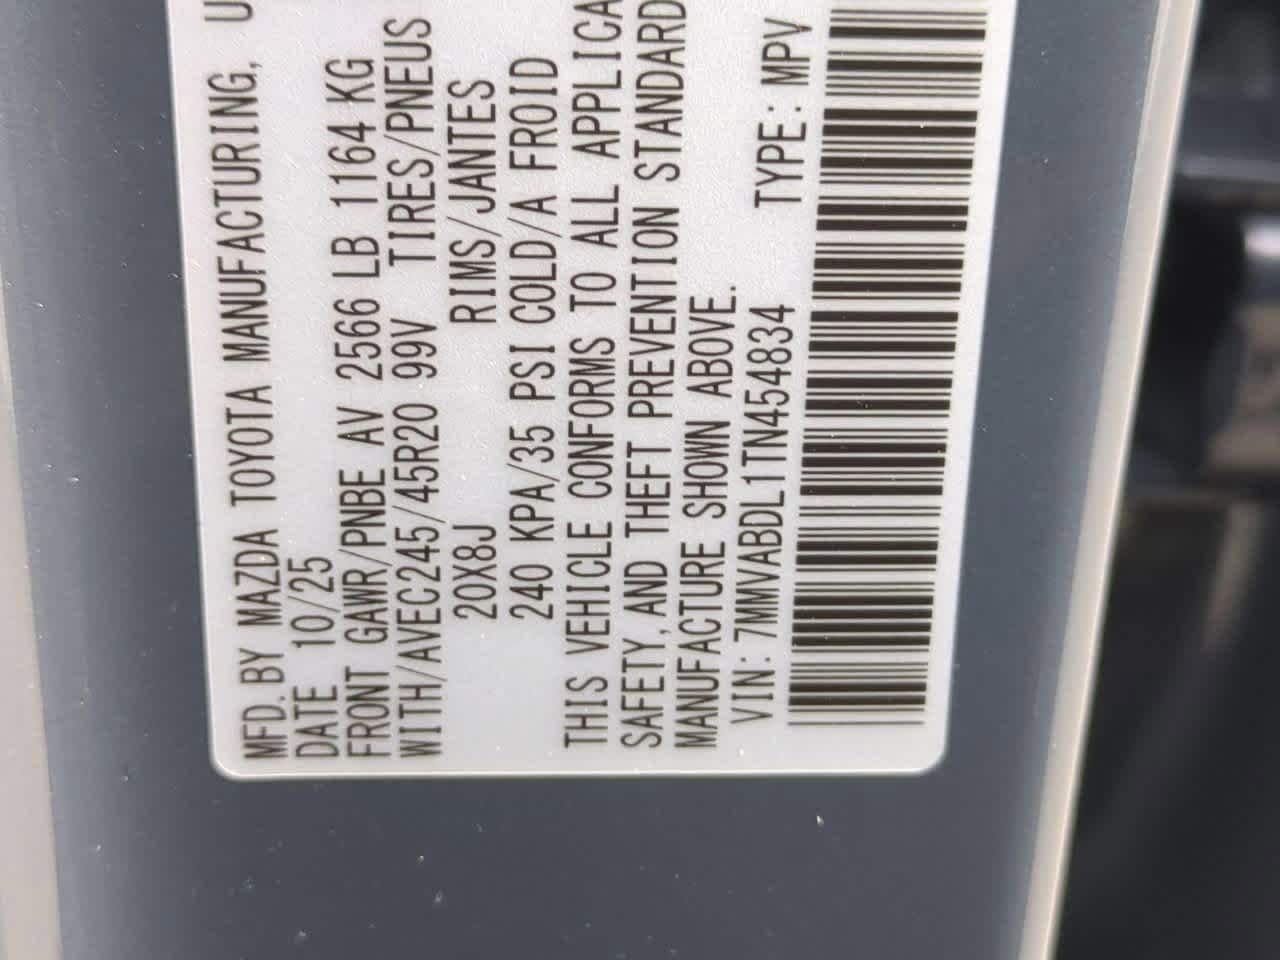 MFD.BY MAZDA TOYOTA MANUFACTURING, U
DATE 10/25
FRONT GAWR/PNBE AV 2566 LB 1164 KG
WITH/AVEC245/45R20 99V TIRES/PNEUS
20X8J RIMS/JANTES
240 KPA/35 PSI COLD/A FROID
THIS VEHICLE CONFORMS TO ALL APPLICA
SAFETY,AND THEFT PREVENTION STANDARD
MANUFACTURE SHOWN ABOVE.
VIN:7MMVABDL1TN454834 TYPE:MPV